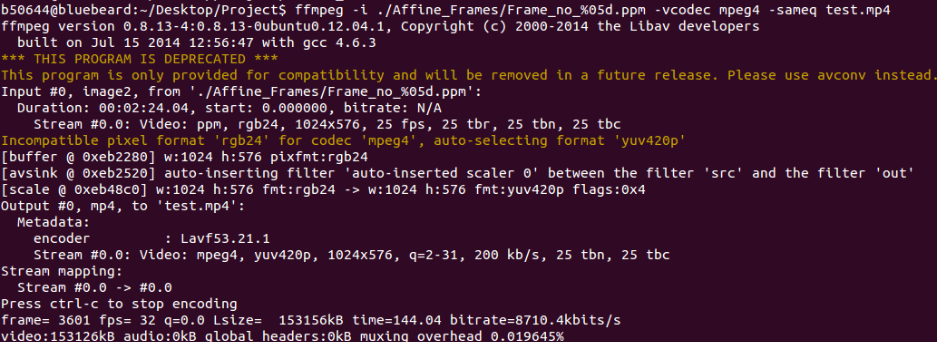 b50644@bluebeard:~/Desktop/Project$ ffmpeg -i ./Affine_Frames/Frame_no_%05d.ppm -vcodec mpeg4 -sameq test.mp4
ffmpeg version 0.8.13-4:0.8.13-0ubuntu0.12.04.1, Copyright (c) 2000-2014 the Libav developers
  built on Jul 15 2014 12:56:47 with gcc 4.6.3
*** THIS PROGRAM IS DEPRECATED ***
This program is only provided for compatibility and will be removed in a future release. Please use avconv instead.
Input #0, image2, from './Affine_Frames/Frame_no_%05d.ppm':
  Duration: 00:02:24.04, start: 0.000000, bitrate: N/A
    Stream #0.0: Video: ppm, rgb24, 1024x576, 25 fps, 25 tbr, 25 tbn, 25 tbc
Incompatible pixel format 'rgb24' for codec 'mpeg4', auto-selecting format 'yuv420p'
[buffer @ 0xeb2280] w:1024 h:576 pixfmt:rgb24
[avsink @ 0xeb2520] auto-inserting filter 'auto-inserted scaler 0' between the filter 'src' and the filter 'out'
[scale @ 0xeb48c0] w:1024 h:576 fmt:rgb24 -> w:1024 h:576 fmt:yuv420p flags:0x4
Output #0, mp4, to 'test.mp4':
  Metadata:
    encoder         : Lavf53.21.1
    Stream #0.0: Video: mpeg4, yuv420p, 1024x576, q=2-31, 200 kb/s, 25 tbn, 25 tbc
Stream mapping:
  Stream #0.0 -> #0.0
Press ctrl-c to stop encoding
frame= 3601 fps= 32 q=0.0 Lsize=  153156kB time=144.04 bitrate=8710.4kbits/s
video:153126kB audio:0kB global headers:0kB muxing overhead 0.019645%